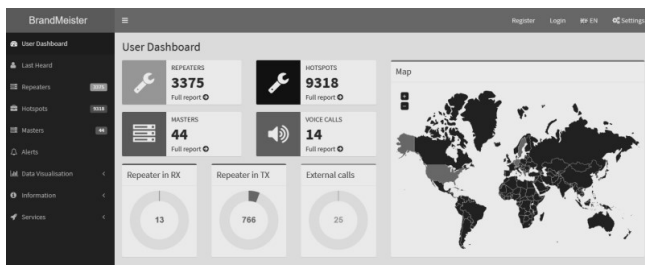 BrandMeister
Register Login EN Settings
User Dashboard
Last Heard
Repeaters 3375
Hotspots 9318
Masters 44
Alerts
Data Visualisation
Information
Services
User Dashboard
REPEATERS
3375
Full report
HOTSPOTS
9318
Full report
MASTERS
44
Full report
VOICE CALLS
14
Full report
Map
+
−
Repeater in RX
13
Repeater in TX
766
External calls
25